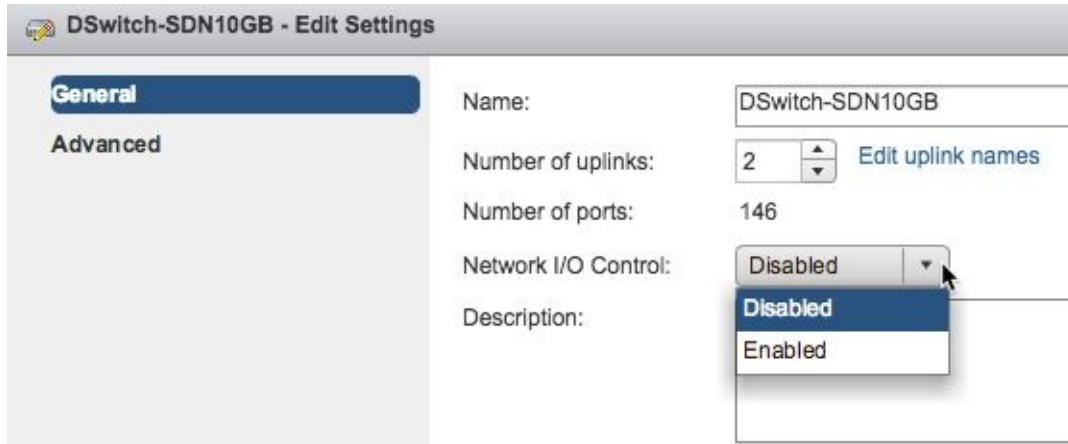 DSwitch-SDN10GB - Edit Settings
General
Advanced
Name: DSwitch-SDN10GB
Number of uplinks: 2 Edit uplink names
Number of ports: 146
Network I/O Control: Disabled
Disabled
Description:
Enabled